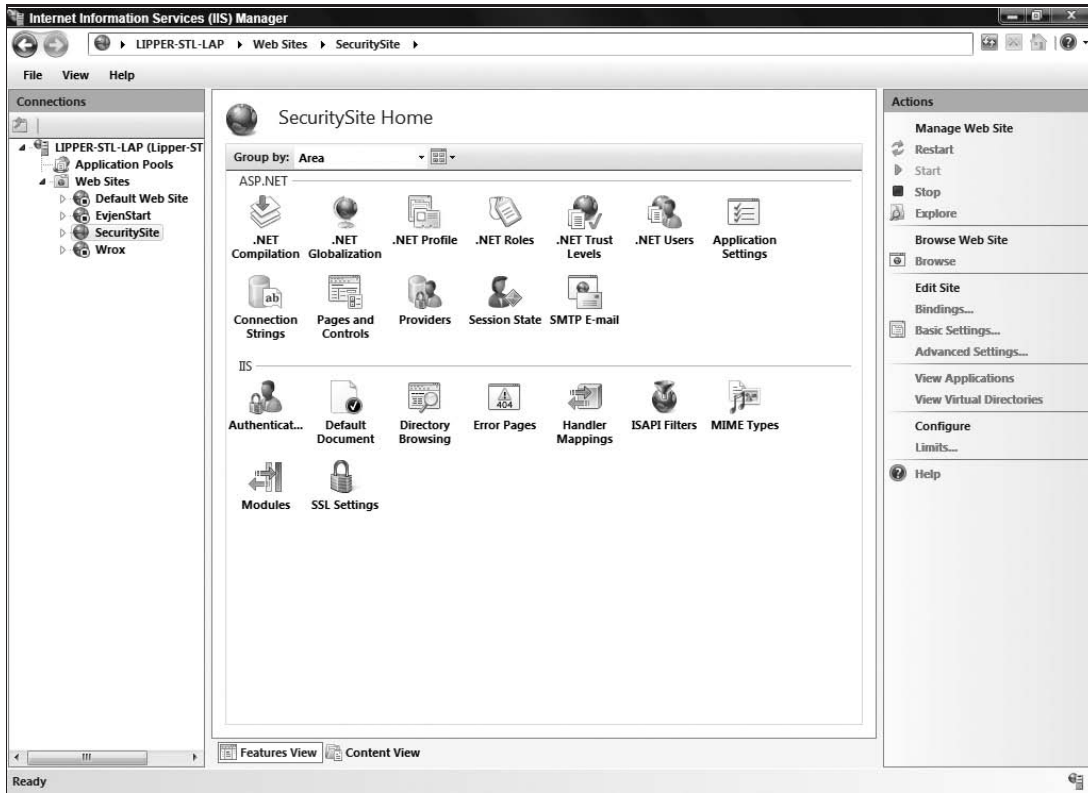 Internet Information Services (IIS) Manager
LIPPER-STL-LAP Web Sites SecuritySite
File View Help
Connections
LIPPER-STL-LAP (Lipper-ST
Application Pools
Web Sites
Default Web Site
EvjenStart
SecuritySite
Wrox
SecuritySite Home
Group by: Area
ASP.NET
.NET Compilation
.NET Globalization
.NET Profile
.NET Roles
.NET Trust Levels
.NET Users
Application Settings
Connection Strings
ab
Pages and Controls
Providers
Session State
SMTP E-mail
IIS
Authenticat...
Default Document
Directory Browsing
404
Error Pages
Handler Mappings
ISAPI Filters
MIME Types
Modules
SSL Settings
Features View
Content View
Actions
Manage Web Site
Restart
Start
Stop
Explore
Browse Web Site
Browse
Edit Site
Bindings...
Basic Settings...
Advanced Settings...
View Applications
View Virtual Directories
Configure
Limits...
Help
Ready